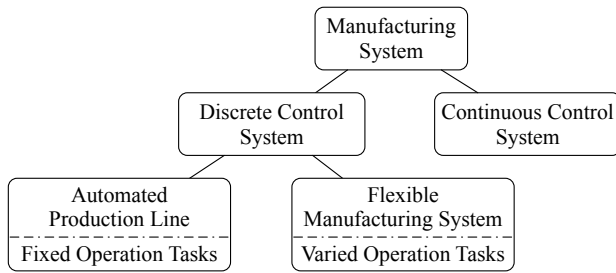 Manufacturing
System
Discrete Control
System
Continuous Control
System
Automated
Production Line
Fixed Operation Tasks
Flexible
Manufacturing System
Varied Operation Tasks